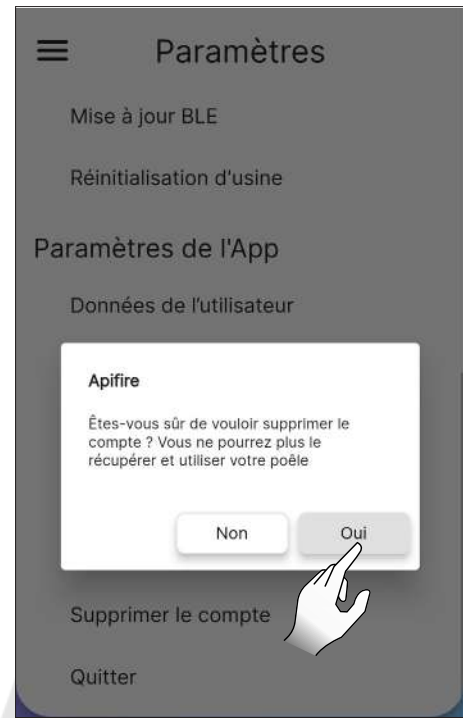 Paramètres
Mise à jour BLE
Réinitialisation d'usine
Paramètres de l'App
Données de l’utilisateur
Apifire
Êtes-vous sûr de vouloir supprimer le
compte ? Vous ne pourrez plus le
récupérer et utiliser votre poêle
Non Oui
Supprimer le compte
Quitter